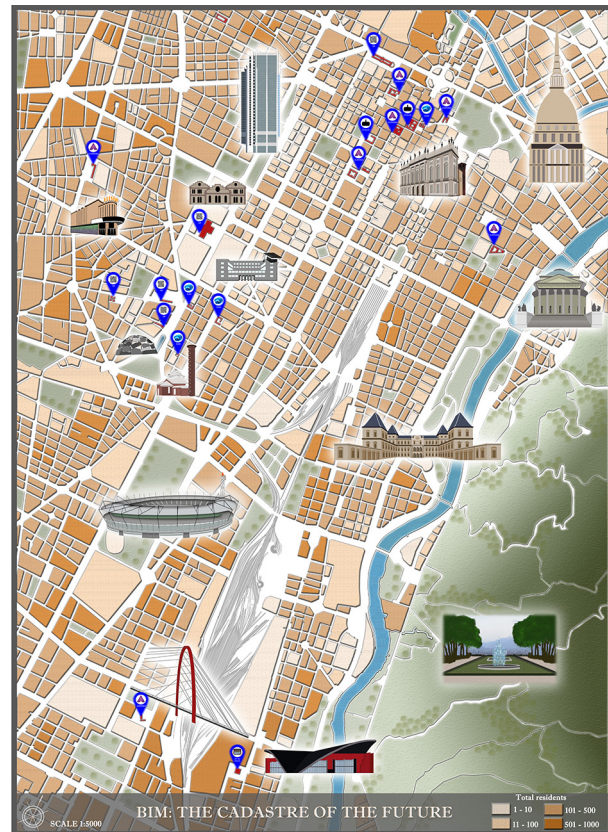 Total residents
1 - 10
101 - 500
11 - 100
501 - 1000
BIM: THE CADASTRE OF THE FUTURE
SCALE 1:5000